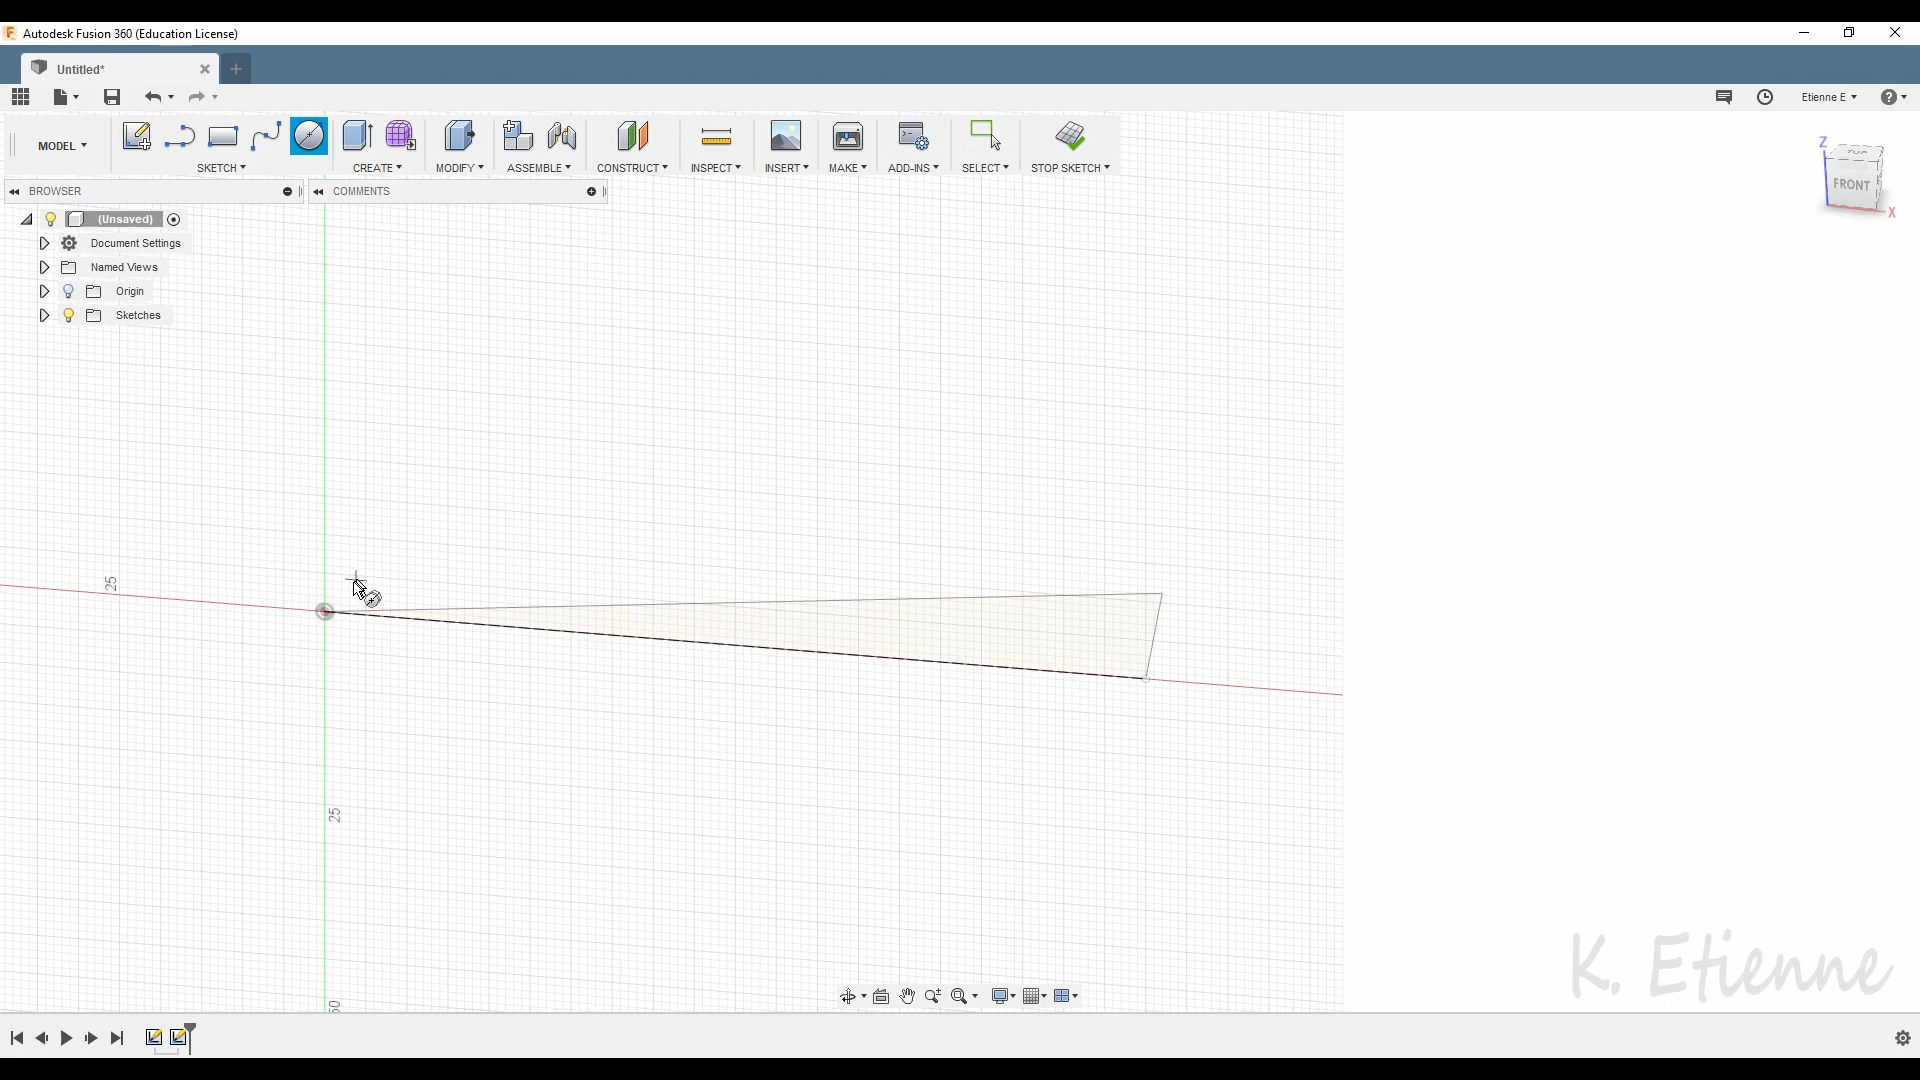 Autodesk Fusion 360 (Education License)
Untitled*
Etienne E
MODEL
SKETCH
CREATE
MODIFY
ASSEMBLE
CONSTRUCT
INSPECT
INSERT
MAKE
ADD-INS
SELECT
STOP SKETCH
Z
TOP
FRONT
X
BROWSER
COMMENTS
(Unsaved)
Document Settings
Named Views
Origin
Sketches
25
25
K. Etienne